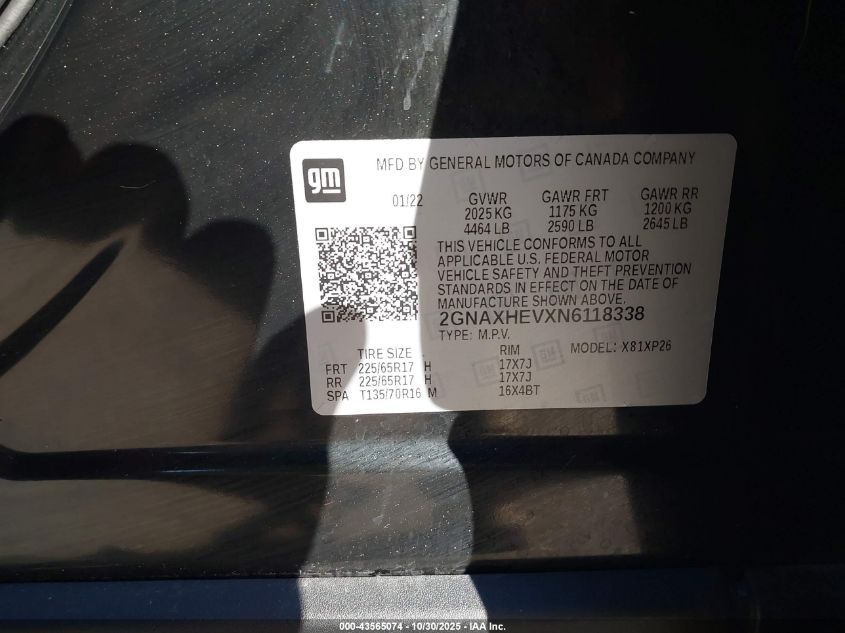 gm
MFD BY GENERAL MOTORS OF CANADA COMPANY
01/22 GVWR GAWR FRT GAWR RR
2025 KG 1175 KG 1200 KG
4464 LB 2590 LB 2645 LB
THIS VEHICLE CONFORMS TO ALL
APPLICABLE U.S. FEDERAL MOTOR
VEHICLE SAFETY AND THEFT PREVENTION
STANDARDS IN EFFECT ON THE DATE OF
MANUFACTURE SHOWN ABOVE.
2GNAXHEVXN6118338
TYPE: M.P.V. MODEL: X81XP26
TIRE SIZE RIM
FRT 225/65R17 H 17X7J
RR 225/65R17 H 17X7J
SPA T135/70R16 M 16X4BT
000-43565074 - 10/30/2025 - IAA Inc.